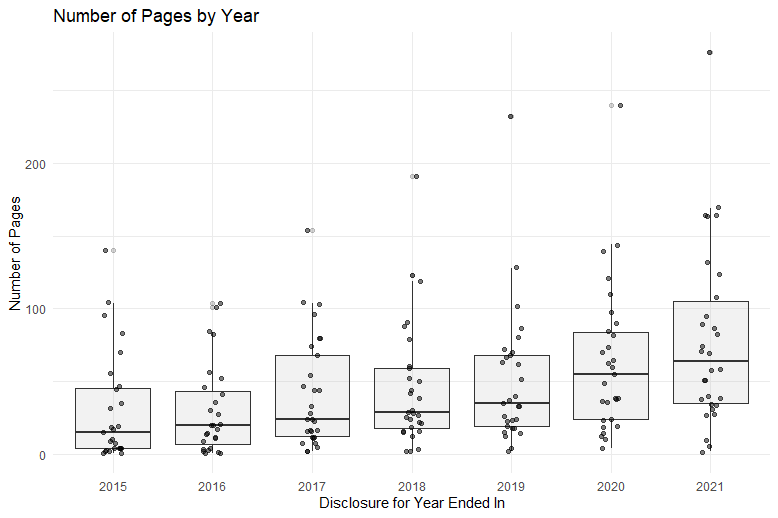 Number of Pages by Year
Number of Pages
200
100
0
2015 2016 2017 2018 2019 2020 2021
Disclosure for Year Ended In